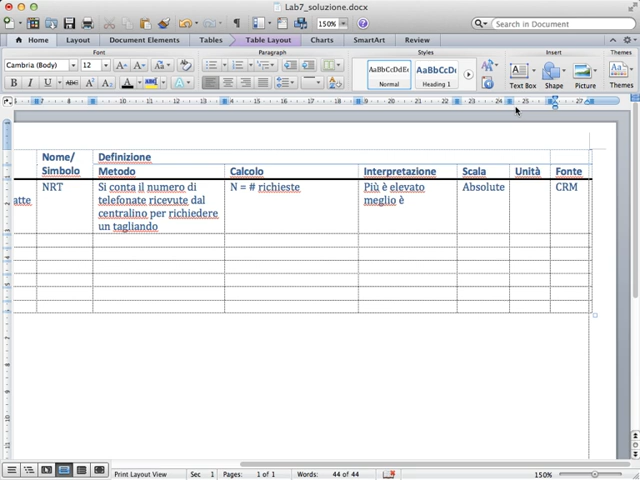 Lab7_soluzione.docx
150%
Search in Document
Home Layout Document Elements Tables Table Layout Charts SmartArt Review
Font Paragraph Styles Insert Themes
Cambria (Body) 12
AaBbCcDdEe AaBbCcDc
Normal Heading 1 Text Box Shape Picture Themes
Nome/ Definizione
Simbolo Metodo Calcolo Interpretazione Scala Unità Fonte
NRT Si conta il numero di N = # richieste Più è elevato Absolute CRM
atte telefonate ricevute dal meglio è
centralino per richiedere
un tagliando
Print Layout View Sec 1 Pages: 1 of 1 Words: 44 of 44 150%